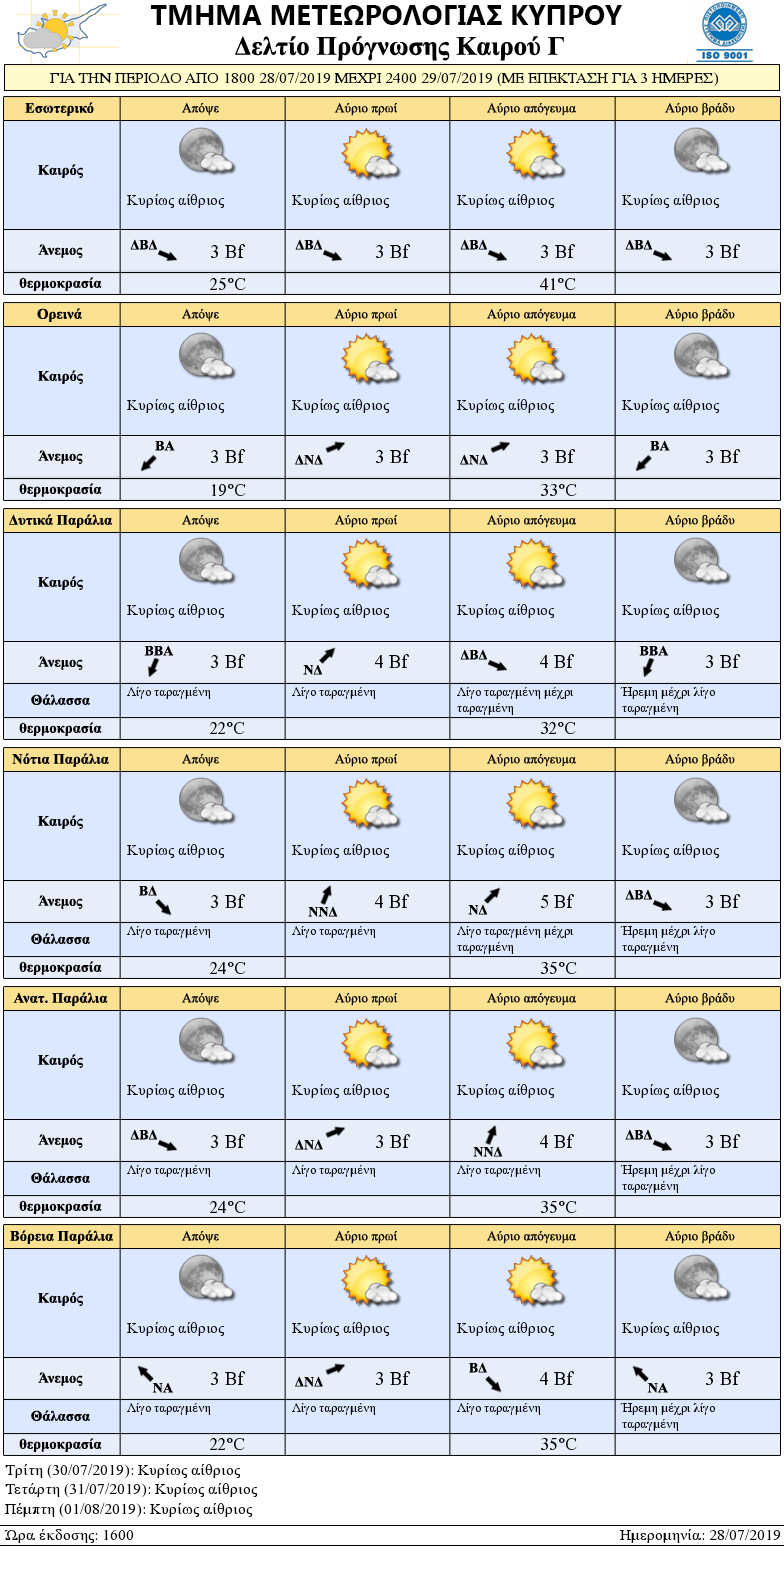 ΤΜΗΜΑ ΜΕΤΕΩΡΟΛΟΓΙΑΣ ΚΥΠΡΟΥ
Δελτίο Πρόγνωσης Καιρού Γ
ISO 9001
ΓΙΑ ΤΗΝ ΠΕΡΙΟΔΟ ΑΠΟ 1800 28/07/2019 ΜΕΧΡΙ 2400 29/07/2019 (ΜΕ ΕΠΕΚΤΑΣΗ ΓΙΑ 3 ΗΜΕΡΕΣ)
Εσωτερικό Απόψε Αύριο πρωί Αύριο απόγευμα Αύριο βράδυ
Καιρός
Κυρίως αίθριος Κυρίως αίθριος Κυρίως αίθριος Κυρίως αίθριος
Άνεμος ΔΒΔ 3 Bf ΔΒΔ 3 Bf ΔΒΔ 3 Bf ΔΒΔ 3 Bf
θερμοκρασία 25°C 41°C
Ορεινά Απόψε Αύριο πρωί Αύριο απόγευμα Αύριο βράδυ
Καιρός
Κυρίως αίθριος Κυρίως αίθριος Κυρίως αίθριος Κυρίως αίθριος
Άνεμος ΒΑ 3 Bf ΔΝΔ 3 Bf ΔΝΔ 3 Bf ΒΑ 3 Bf
θερμοκρασία 19°C 33°C
Δυτικά Παράλια Απόψε Αύριο πρωί Αύριο απόγευμα Αύριο βράδυ
Καιρός
Κυρίως αίθριος Κυρίως αίθριος Κυρίως αίθριος Κυρίως αίθριος
Άνεμος ΒΒΑ 3 Bf ΝΔ 4 Bf ΔΒΔ 4 Bf ΒΒΑ 3 Bf
Θάλασσα Λίγο ταραγμένη Λίγο ταραγμένη Λίγο ταραγμένη μέχρι ταραγμένη Ήρεμη μέχρι λίγο ταραγμένη
θερμοκρασία 22°C 32°C
Νότια Παράλια Απόψε Αύριο πρωί Αύριο απόγευμα Αύριο βράδυ
Καιρός
Κυρίως αίθριος Κυρίως αίθριος Κυρίως αίθριος Κυρίως αίθριος
Άνεμος ΒΔ 3 Bf ΝΝΔ 4 Bf ΝΔ 5 Bf ΔΒΔ 3 Bf
Θάλασσα Λίγο ταραγμένη Λίγο ταραγμένη Λίγο ταραγμένη μέχρι ταραγμένη Ήρεμη μέχρι λίγο ταραγμένη
θερμοκρασία 24°C 35°C
Ανατ. Παράλια Απόψε Αύριο πρωί Αύριο απόγευμα Αύριο βράδυ
Καιρός
Κυρίως αίθριος Κυρίως αίθριος Κυρίως αίθριος Κυρίως αίθριος
Άνεμος ΔΒΔ 3 Bf ΔΝΔ 3 Bf ΝΝΔ 4 Bf ΔΒΔ 3 Bf
Θάλασσα Λίγο ταραγμένη Λίγο ταραγμένη Λίγο ταραγμένη Ήρεμη μέχρι λίγο ταραγμένη
θερμοκρασία 24°C 35°C
Βόρεια Παράλια Απόψε Αύριο πρωί Αύριο απόγευμα Αύριο βράδυ
Καιρός
Κυρίως αίθριος Κυρίως αίθριος Κυρίως αίθριος Κυρίως αίθριος
Άνεμος ΝΑ 3 Bf ΔΝΔ 3 Bf ΒΔ 4 Bf ΝΑ 3 Bf
Θάλασσα Λίγο ταραγμένη Λίγο ταραγμένη Λίγο ταραγμένη Ήρεμη μέχρι λίγο ταραγμένη
θερμοκρασία 22°C 35°C
Τρίτη (30/07/2019): Κυρίως αίθριος
Τετάρτη (31/07/2019): Κυρίως αίθριος
Πέμπτη (01/08/2019): Κυρίως αίθριος
Ώρα έκδοσης: 1600 Ημερομηνία: 28/07/2019